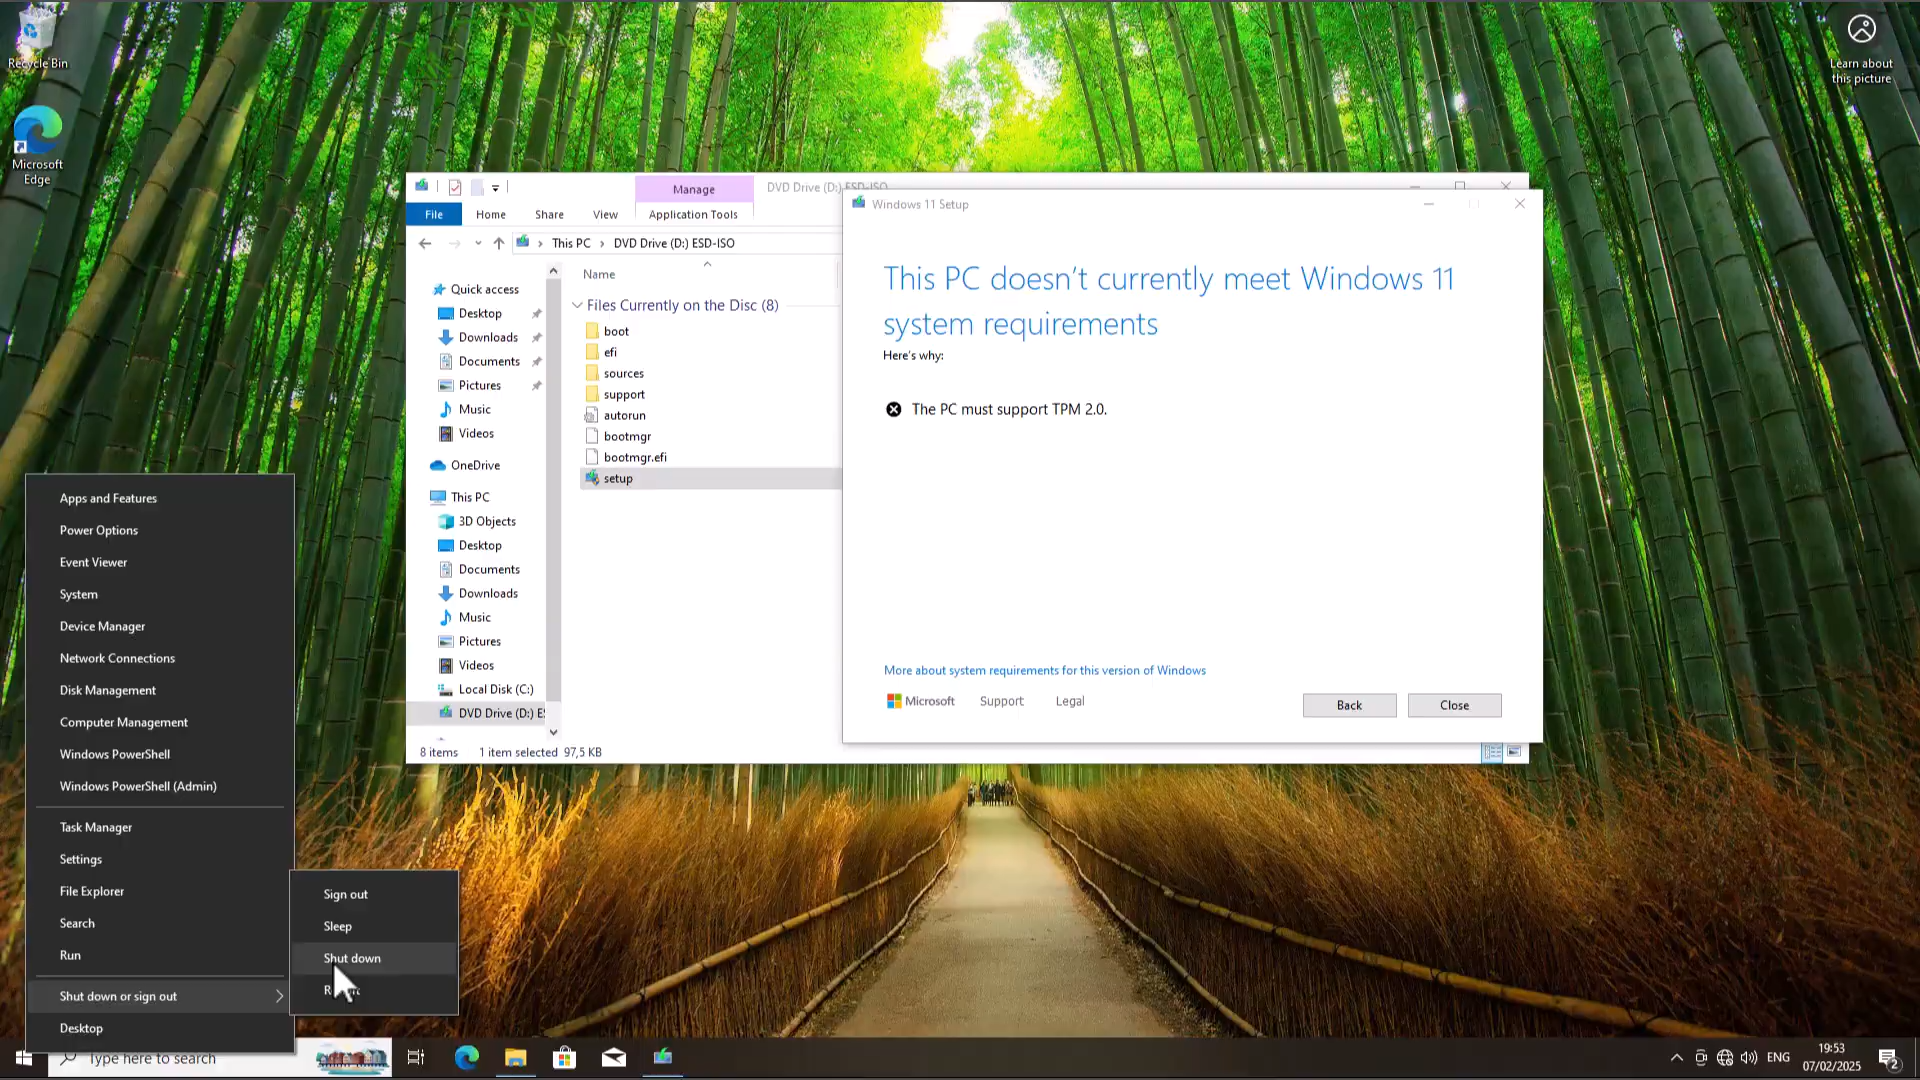 Recycle Bin
Microsoft
Edge
Learn about
this picture
Manage
DVD Drive (D:) ESD-ISO
File
Home
Share
View
Application Tools
This PC
DVD Drive (D:) ESD-ISO
Quick access
Desktop
Downloads
Documents
Pictures
Music
Videos
OneDrive
This PC
3D Objects
Desktop
Documents
Downloads
Music
Pictures
Videos
Local Disk (C:)
DVD Drive (D:) E
Name
Files Currently on the Disc (8)
boot
efi
sources
support
autorun
bootmgr
bootmgr.efi
setup
8 items
1 item selected 97,5 KB
Windows 11 Setup
This PC doesn't currently meet Windows 11
system requirements
Here's why:
The PC must support TPM 2.0.
More about system requirements for this version of Windows
Microsoft
Support
Legal
Back
Close
Apps and Features
Power Options
Event Viewer
System
Device Manager
Network Connections
Disk Management
Computer Management
Windows PowerShell
Windows PowerShell (Admin)
Task Manager
Settings
File Explorer
Search
Run
Shut down or sign out
Desktop
Sign out
Sleep
Shut down
Type here to search
ENG
19:53
07/02/2025
2